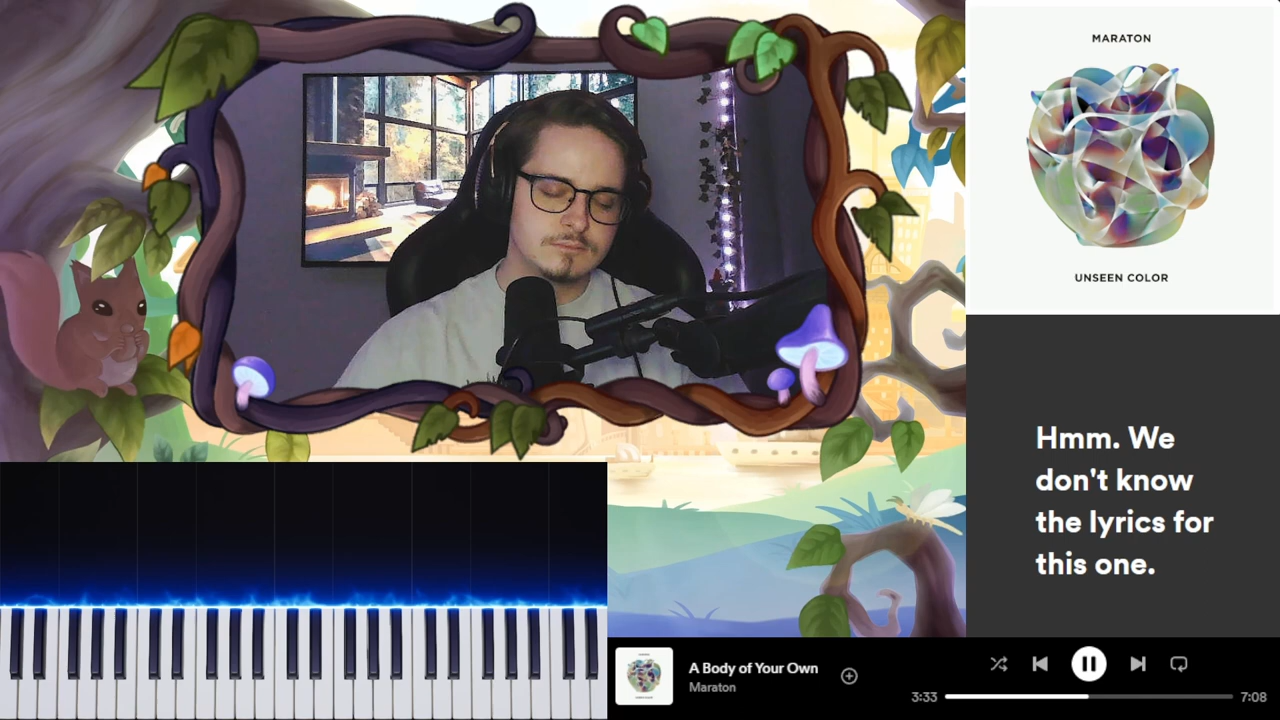 MARATON
UNSEEN COLOR
Hmm. We
don't know
the lyrics for
this one.
A Body of Your Own
Maraton
3:33
7:08